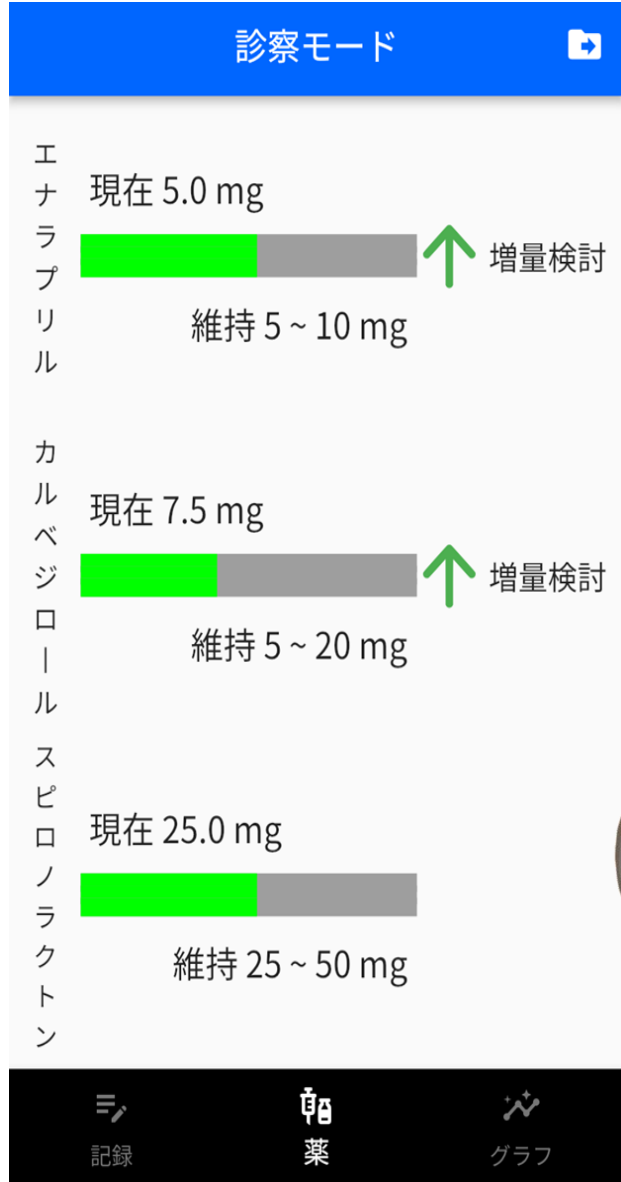 診察モード
エナラプリル
現在 5.0 mg
増量検討
維持 5 ~ 10 mg
カルベジロール
現在 7.5 mg
増量検討
維持 5 ~ 20 mg
スピロノラクトン
現在 25.0 mg
維持 25 ~ 50 mg
記録
薬
グラフ